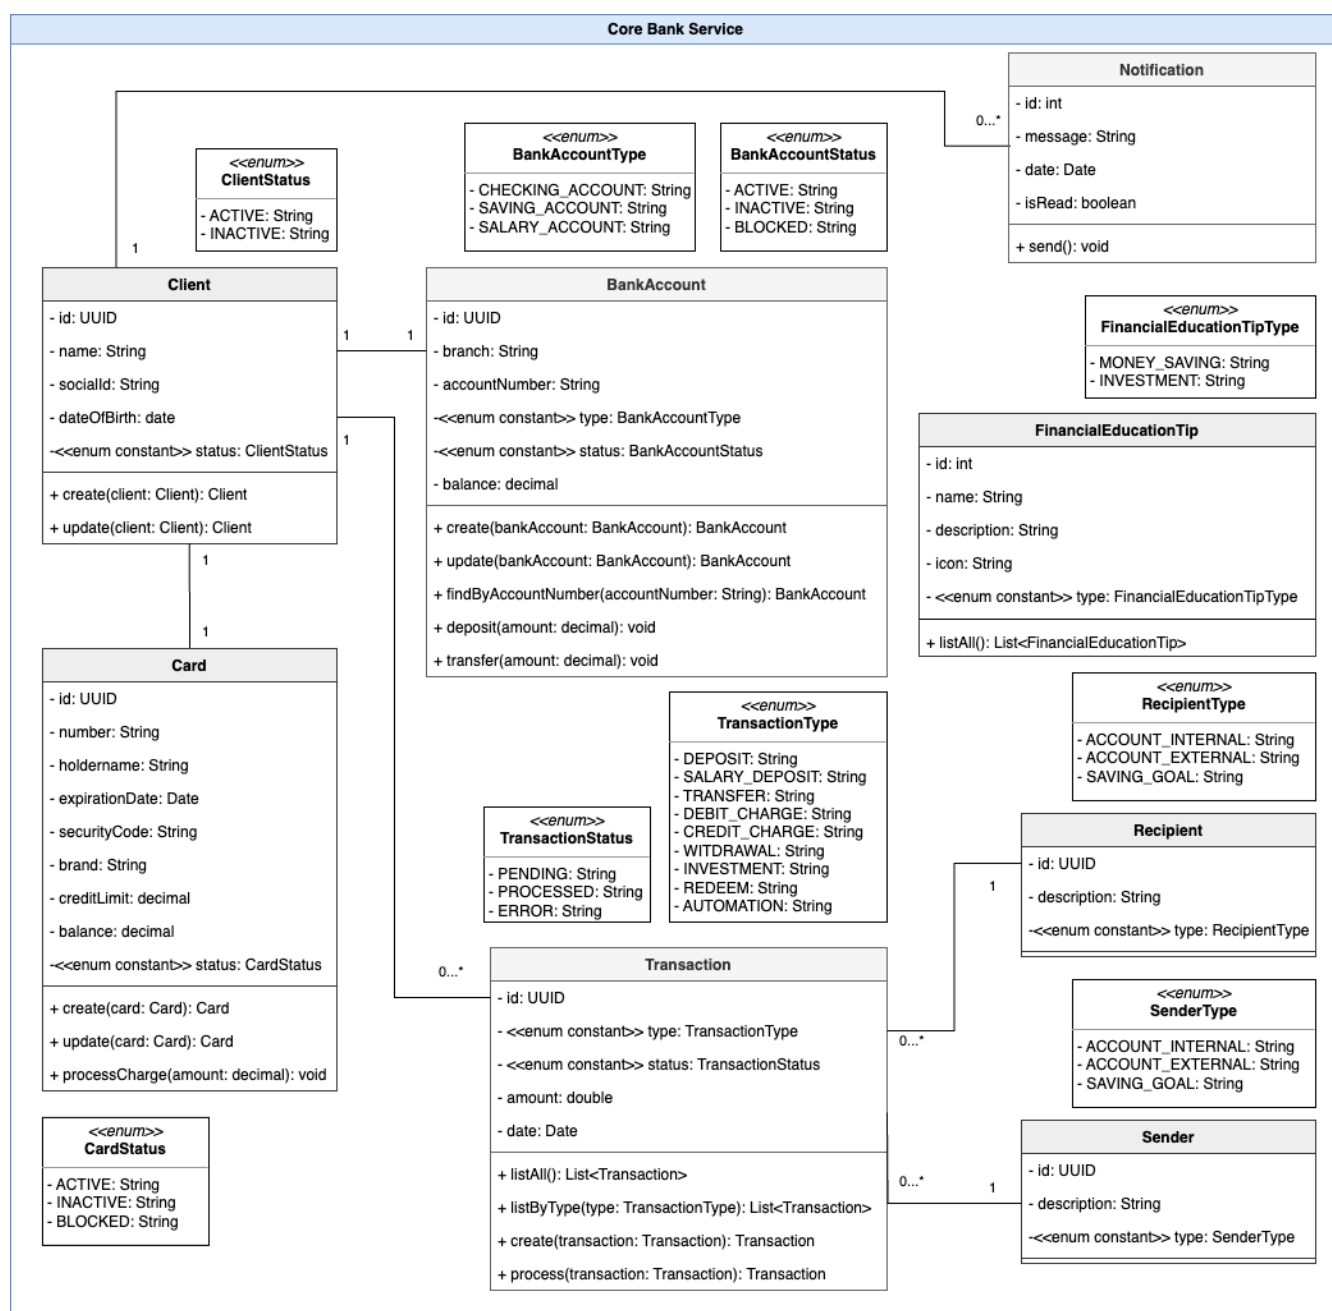 Core Bank Service
Notification
- id: int
- message: String
- date: Date
- isRead: boolean
+ send(): void
0...*
1
<<enum>>
ClientStatus
- ACTIVE: String
- INACTIVE: String
<<enum>>
BankAccountType
- CHECKING_ACCOUNT: String
- SAVING_ACCOUNT: String
- SALARY_ACCOUNT: String
<<enum>>
BankAccountStatus
- ACTIVE: String
- INACTIVE: String
- BLOCKED: String
Client
- id: UUID
- name: String
- socialId: String
- dateOfBirth: date
-<<enum constant>> status: ClientStatus
+ create(client: Client): Client
+ update(client: Client): Client
1
1
1
1
1
BankAccount
- id: UUID
- branch: String
- accountNumber: String
-<<enum constant>> type: BankAccountType
-<<enum constant>> status: BankAccountStatus
- balance: decimal
+ create(bankAccount: BankAccount): BankAccount
+ update(bankAccount: BankAccount): BankAccount
+ findByAccountNumber(accountNumber: String): BankAccount
+ deposit(amount: decimal): void
+ transfer(amount: decimal): void
<<enum>>
FinancialEducationTipType
- MONEY_SAVING: String
- INVESTMENT: String
FinancialEducationTip
- id: int
- name: String
- description: String
- icon: String
- <<enum constant>> type: FinancialEducationTipType
+ listAll(): List<FinancialEducationTip>
Card
- id: UUID
- number: String
- holdername: String
- expirationDate: Date
- securityCode: String
- brand: String
- creditLimit: decimal
- balance: decimal
-<<enum constant>> status: CardStatus
+ create(card: Card): Card
+ update(card: Card): Card
+ processCharge(amount: decimal): void
<<enum>>
CardStatus
- ACTIVE: String
- INACTIVE: String
- BLOCKED: String
<<enum>>
TransactionStatus
- PENDING: String
- PROCESSED: String
- ERROR: String
<<enum>>
TransactionType
- DEPOSIT: String
- SALARY_DEPOSIT: String
- TRANSFER: String
- DEBIT_CHARGE: String
- CREDIT_CHARGE: String
- WITDRAWAL: String
- INVESTMENT: String
- REDEEM: String
- AUTOMATION: String
0...*
Transaction
- id: UUID
- <<enum constant>> type: TransactionType
- <<enum constant>> status: TransactionStatus
- amount: double
- date: Date
+ listAll(): List<Transaction>
+ listByType(type: TransactionType): List<Transaction>
+ create(transaction: Transaction): Transaction
+ process(transaction: Transaction): Transaction
<<enum>>
RecipientType
- ACCOUNT_INTERNAL: String
- ACCOUNT_EXTERNAL: String
- SAVING_GOAL: String
Recipient
- id: UUID
- description: String
-<<enum constant>> type: RecipientType
1
0...*
<<enum>>
SenderType
- ACCOUNT_INTERNAL: String
- ACCOUNT_EXTERNAL: String
- SAVING_GOAL: String
Sender
- id: UUID
- description: String
-<<enum constant>> type: SenderType
0...*
1